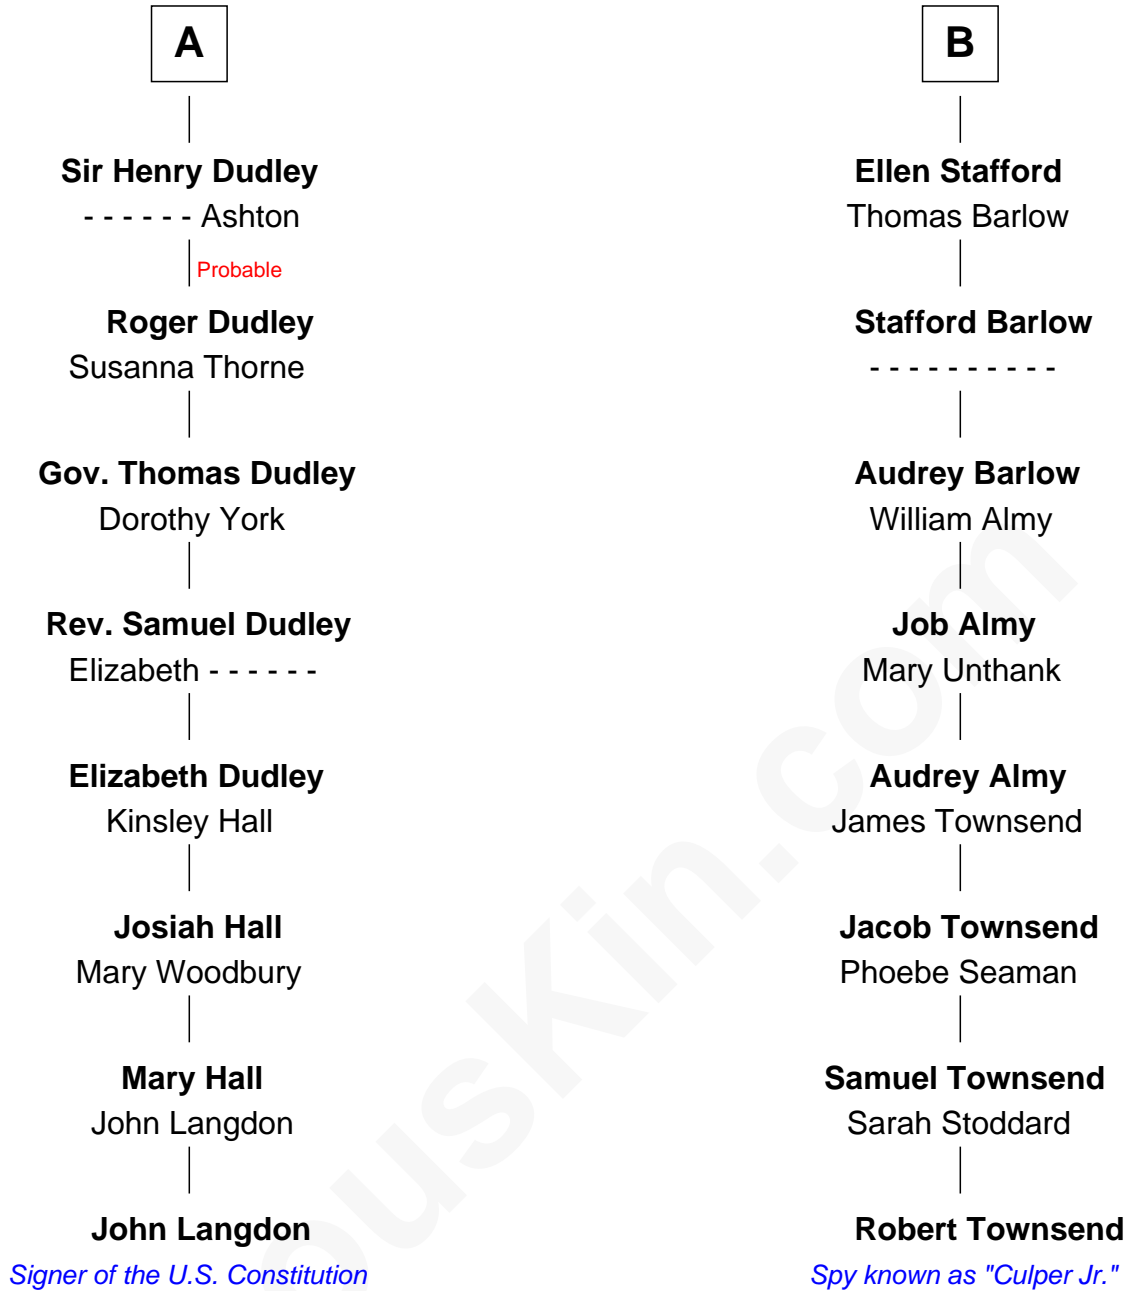 A
Sir Henry Dudley
- - - - - - Ashton
Probable
Roger Dudley
Susanna Thorne
Gov. Thomas Dudley
Dorothy York
Rev. Samuel Dudley
Elizabeth - - - - - -
Elizabeth Dudley
Kinsley Hall
Josiah Hall
Mary Woodbury
Mary Hall
John Langdon
John Langdon
Signer of the U.S. Constitution
B
Ellen Stafford
Thomas Barlow
Stafford Barlow
- - - - - - - - - -
Audrey Barlow
William Almy
Job Almy
Mary Unthank
Audrey Almy
James Townsend
Jacob Townsend
Phoebe Seaman
Samuel Townsend
Sarah Stoddard
Robert Townsend
Spy known as "Culper Jr."
ousKin.com